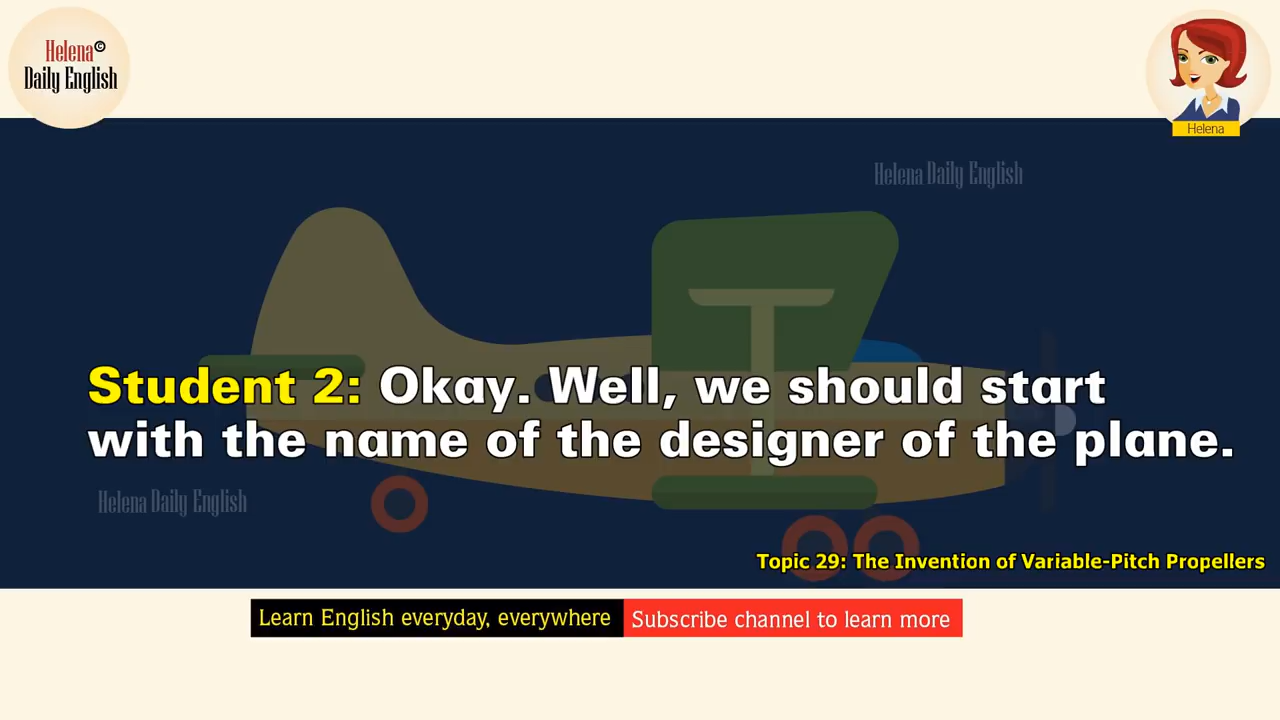 Helena©
Daily English
Helena
Helena Daily English
Student 2: Okay. Well, we should start
with the name of the designer of the plane.
Helena Daily English
Topic 29: The Invention of Variable-Pitch Propellers
Learn English everyday, everywhere
Subscribe channel to learn more